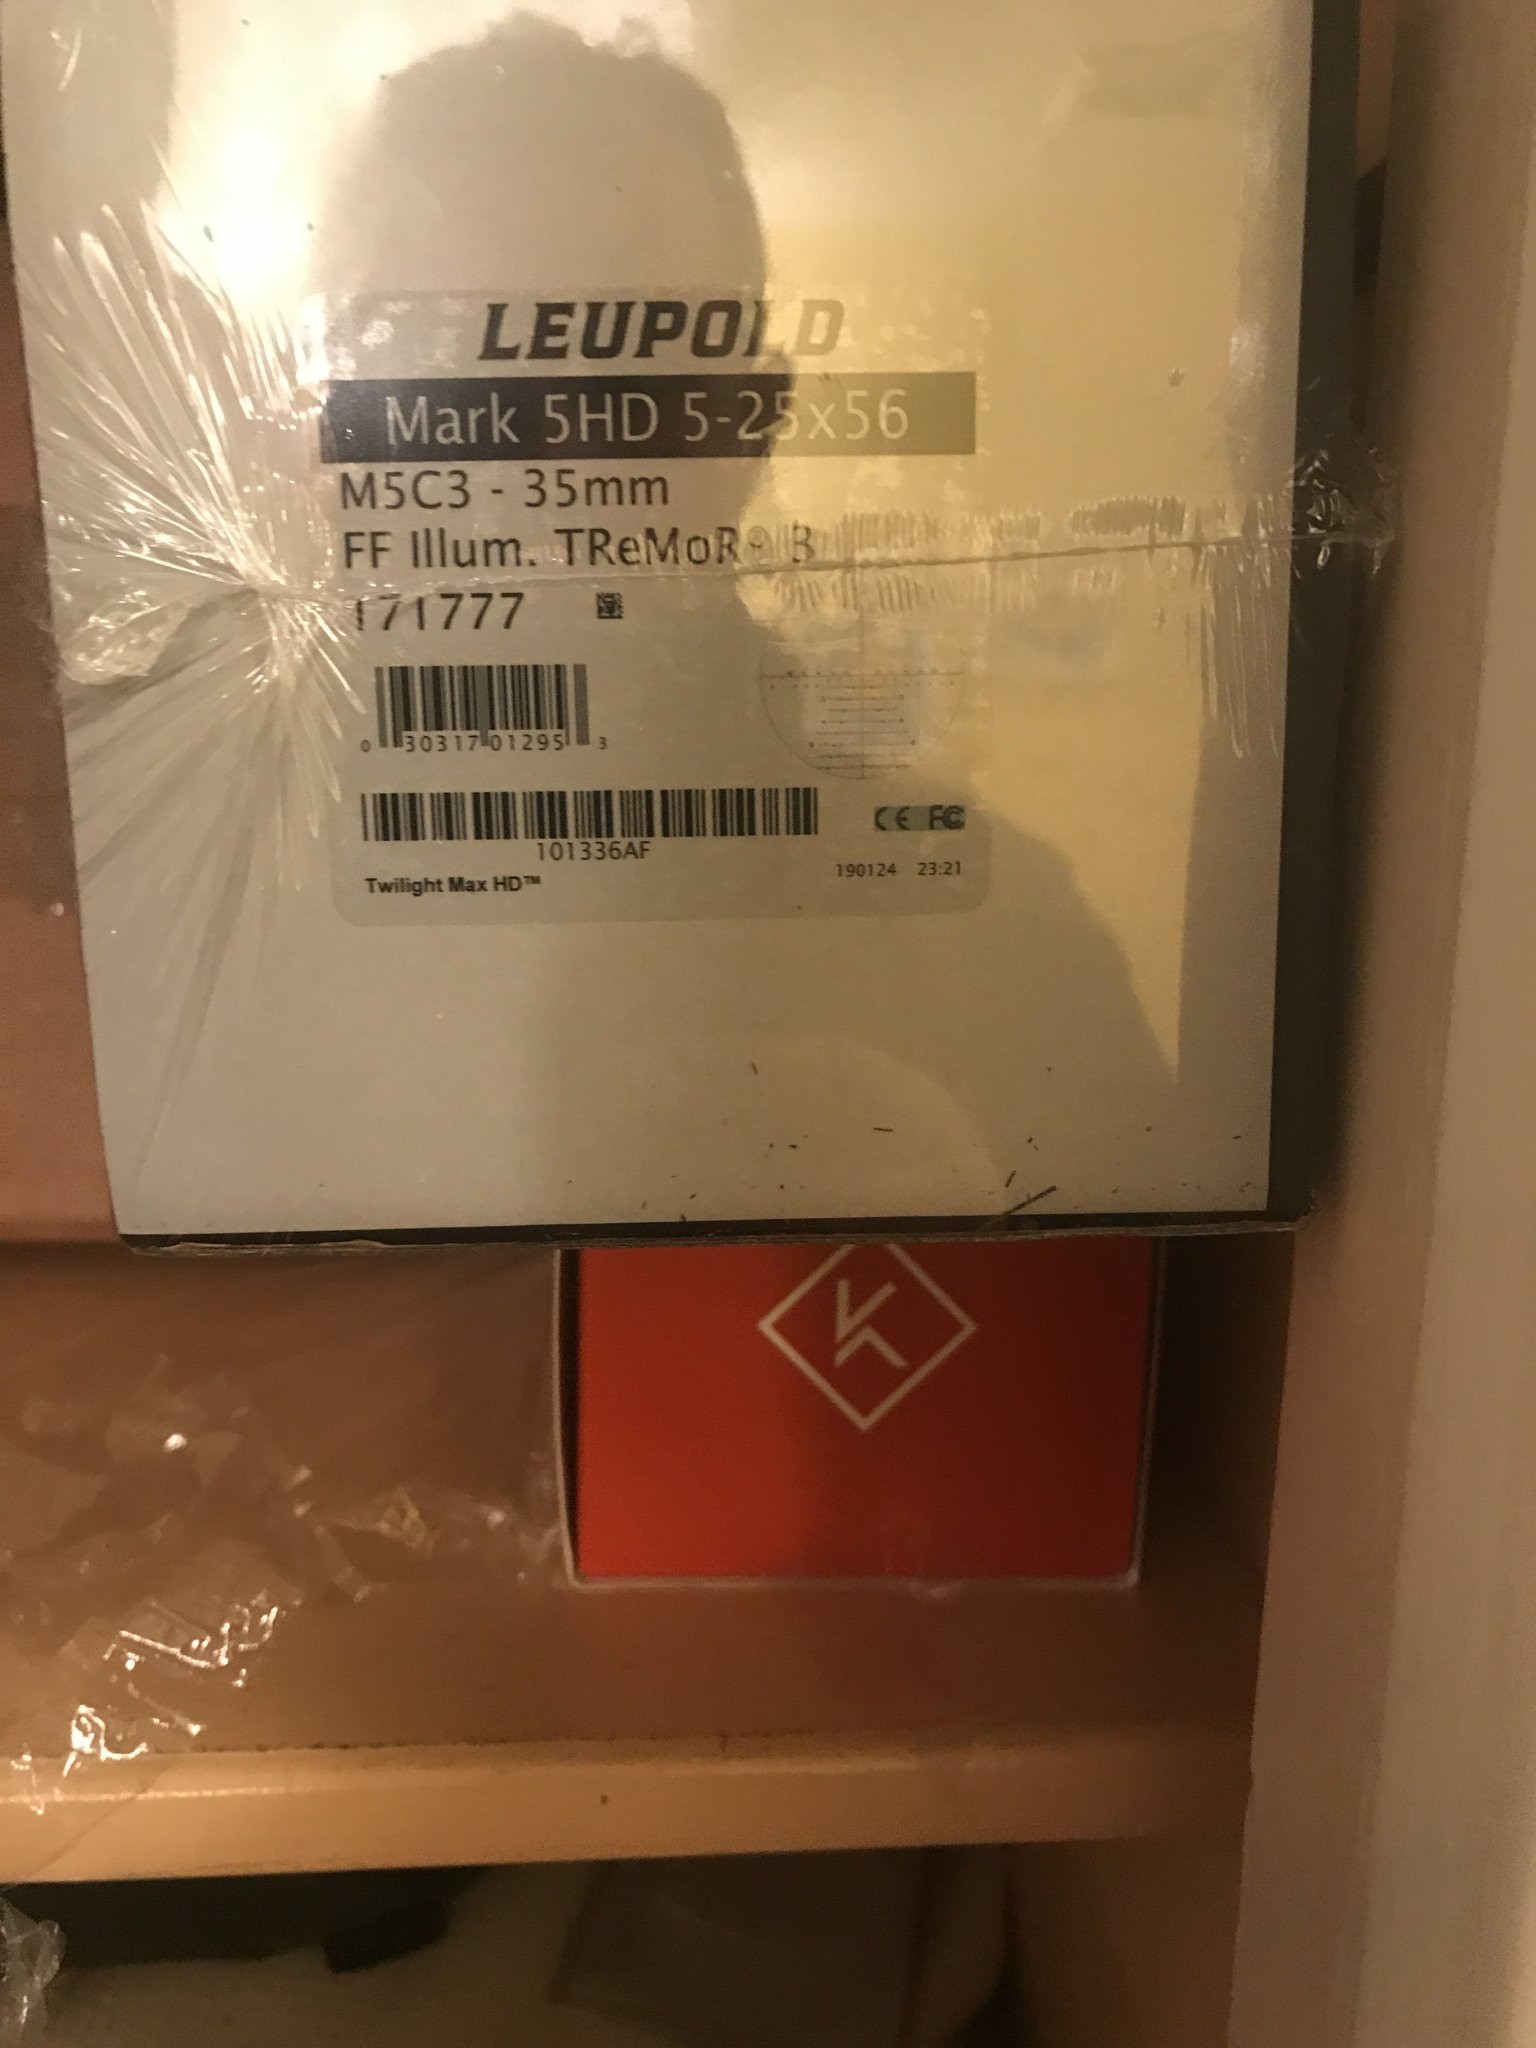 LEUPOLD
Mark 5HD 5-25x56
M5C3 - 35mm
FF Illum. TReMoR® 3
171777
0 30317 01295 3
101336AF
CE FC
Twilight Max HD™
190124 23:21
K